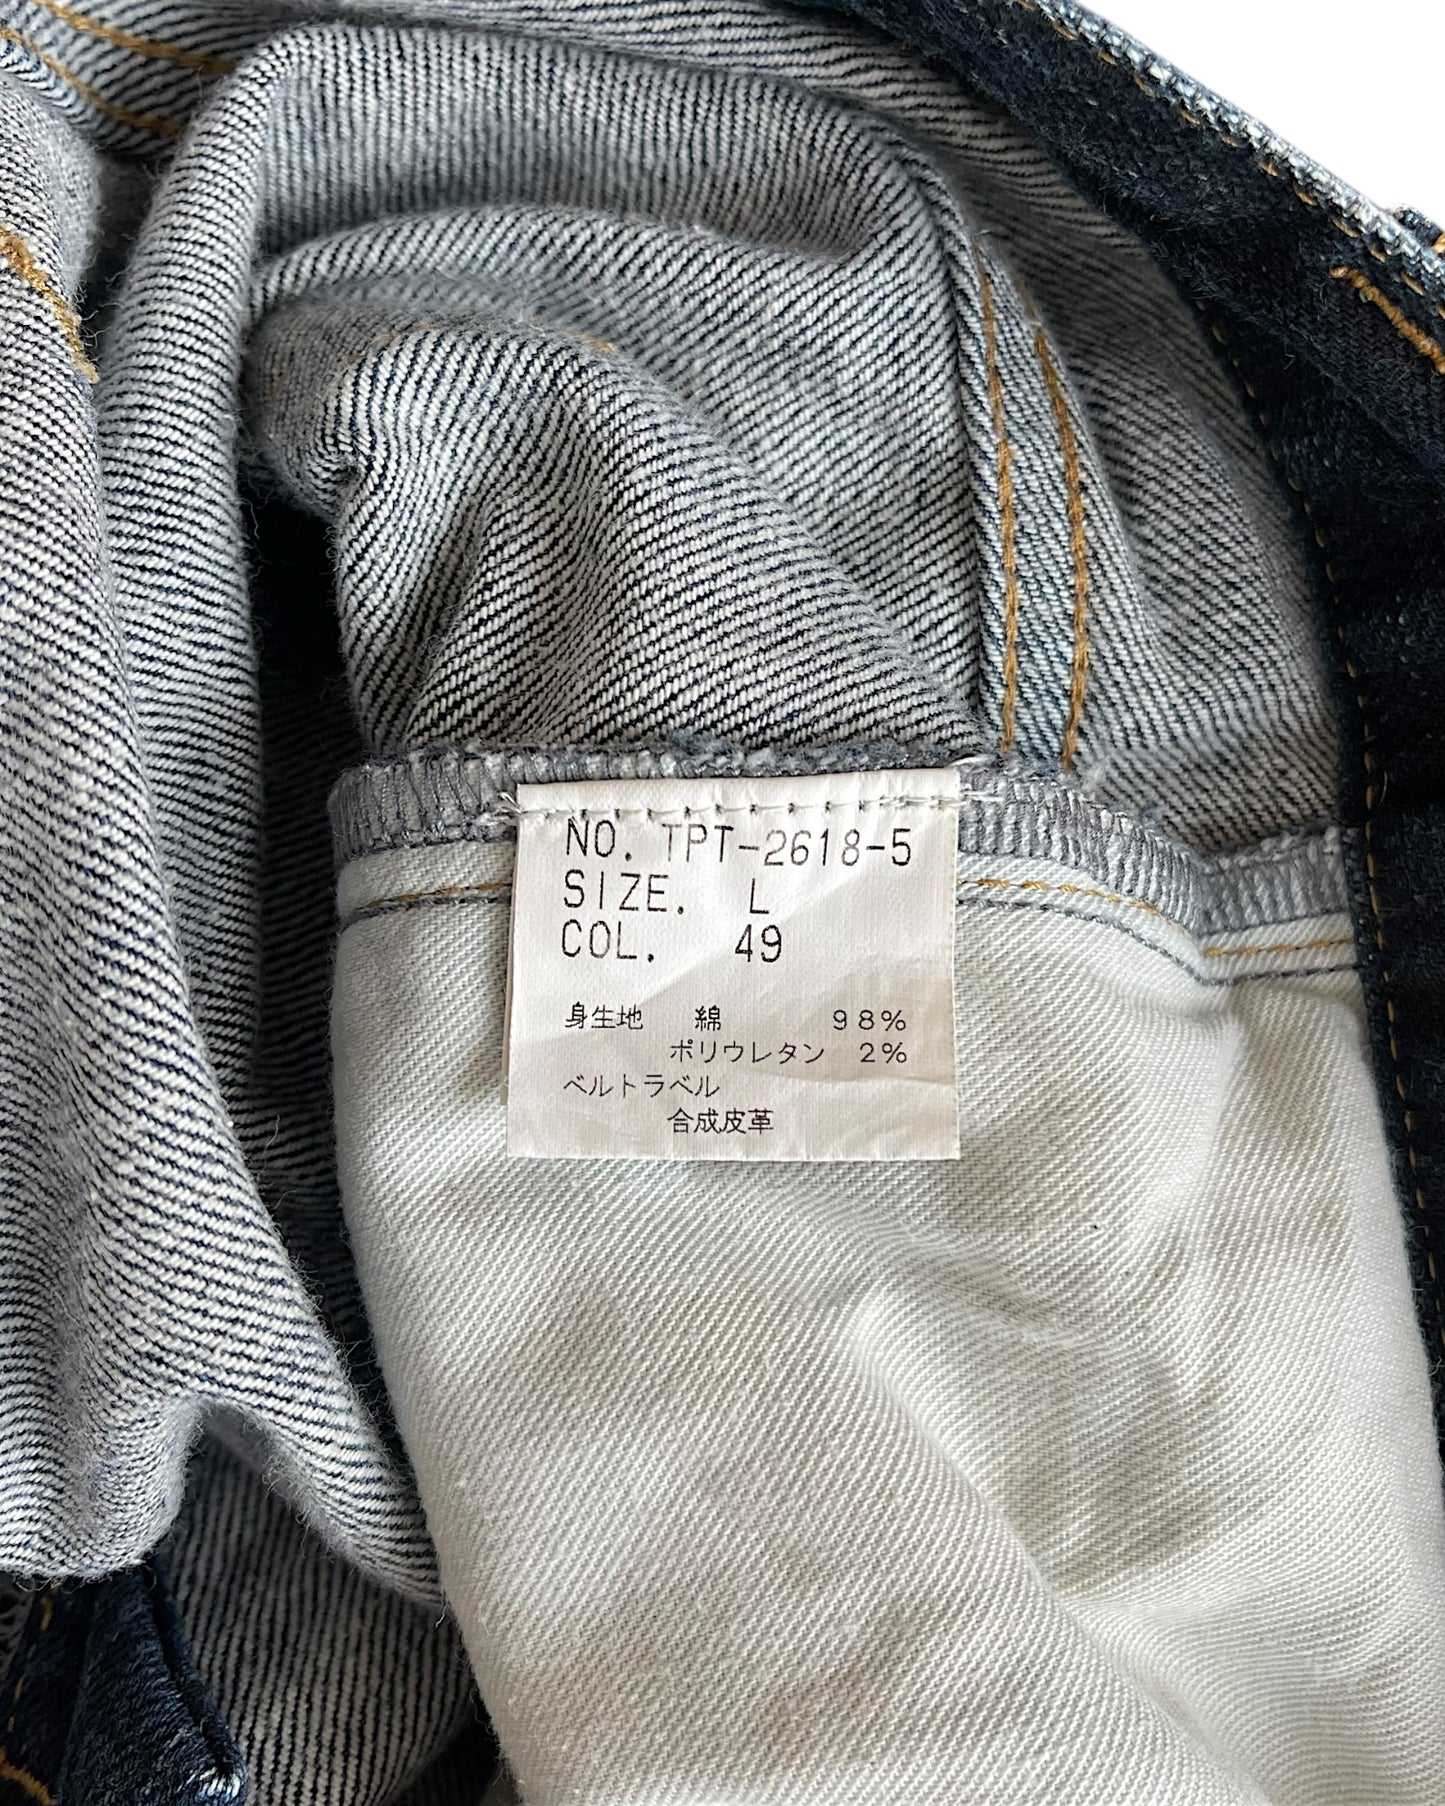 NO. TPT-2618-5
SIZE. L
COL. 49
身生地 綿 98%
ポリウレタン 2%
ベルトラベル
合成皮革